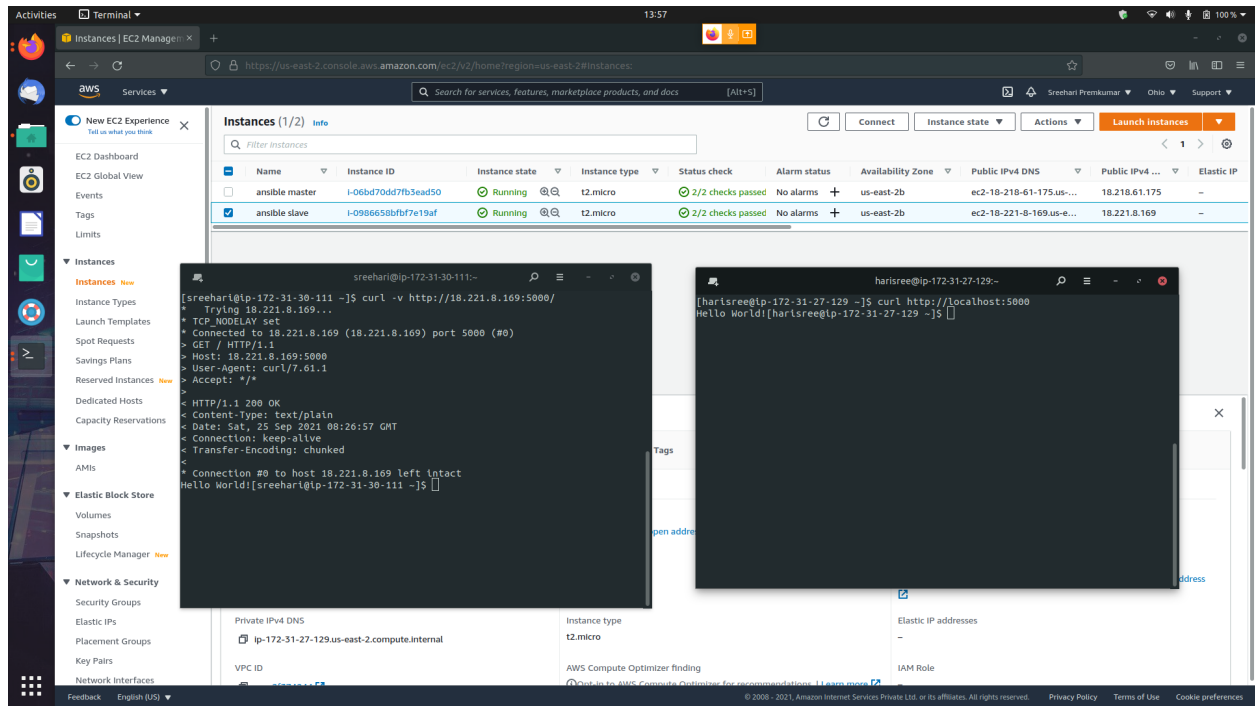 Activities
Terminal
13:57
100 %
Instances | EC2 Managem
https://us-east-2.console.aws.amazon.com/ec2/v2/home?region=us-east-2#Instances:
aws
Services
Search for services, features, marketplace products, and docs
[Alt+S]
Sreehari Premkumar
Ohio
Support
New EC2 Experience
Tell us what you think
EC2 Dashboard
EC2 Global View
Events
Tags
Limits
Instances
Instances New
Instance Types
Launch Templates
Spot Requests
Savings Plans
Reserved Instances New
Dedicated Hosts
Capacity Reservations
Images
AMIs
Elastic Block Store
Volumes
Snapshots
Lifecycle Manager New
Network & Security
Security Groups
Elastic IPs
Placement Groups
Key Pairs
Network Interfaces
Instances (1/2) Info
Connect
Instance state
Actions
Launch instances
Filter instances
1
Name Instance ID Instance state Instance type Status check Alarm status Availability Zone Public IPv4 DNS Public IPv4 ... Elastic IP
ansible master i-06bd70dd7fb3ead50 Running t2.micro 2/2 checks passed No alarms + us-east-2b ec2-18-218-61-175.us-... 18.218.61.175 –
ansible slave i-0986658bfbf7e19af Running t2.micro 2/2 checks passed No alarms + us-east-2b ec2-18-221-8-169.us-e... 18.221.8.169 –
sreehari@ip-172-31-30-111:~
[sreehari@ip-172-31-30-111 ~]$ curl -v http://18.221.8.169:5000/
*   Trying 18.221.8.169...
* TCP_NODELAY set
* Connected to 18.221.8.169 (18.221.8.169) port 5000 (#0)
> GET / HTTP/1.1
> Host: 18.221.8.169:5000
> User-Agent: curl/7.61.1
> Accept: */*
>
< HTTP/1.1 200 OK
< Content-Type: text/plain
< Date: Sat, 25 Sep 2021 08:26:57 GMT
< Connection: keep-alive
< Transfer-Encoding: chunked
<
* Connection #0 to host 18.221.8.169 left intact
Hello World![sreehari@ip-172-31-30-111 ~]$
harisree@ip-172-31-27-129:~
[harisree@ip-172-31-27-129 ~]$ curl http://localhost:5000
Hello World![harisree@ip-172-31-27-129 ~]$
Tags
open addre
ddress
Private IPv4 DNS
ip-172-31-27-129.us-east-2.compute.internal
Instance type
t2.micro
Elastic IP addresses
–
VPC ID
AWS Compute Optimizer finding
Opt-in to AWS Compute Optimizer for recommendations. | Learn more
IAM Role
–
Feedback
English (US)
© 2008 - 2021, Amazon Internet Services Private Ltd. or its affiliates. All rights reserved.
Privacy Policy
Terms of Use
Cookie preferences